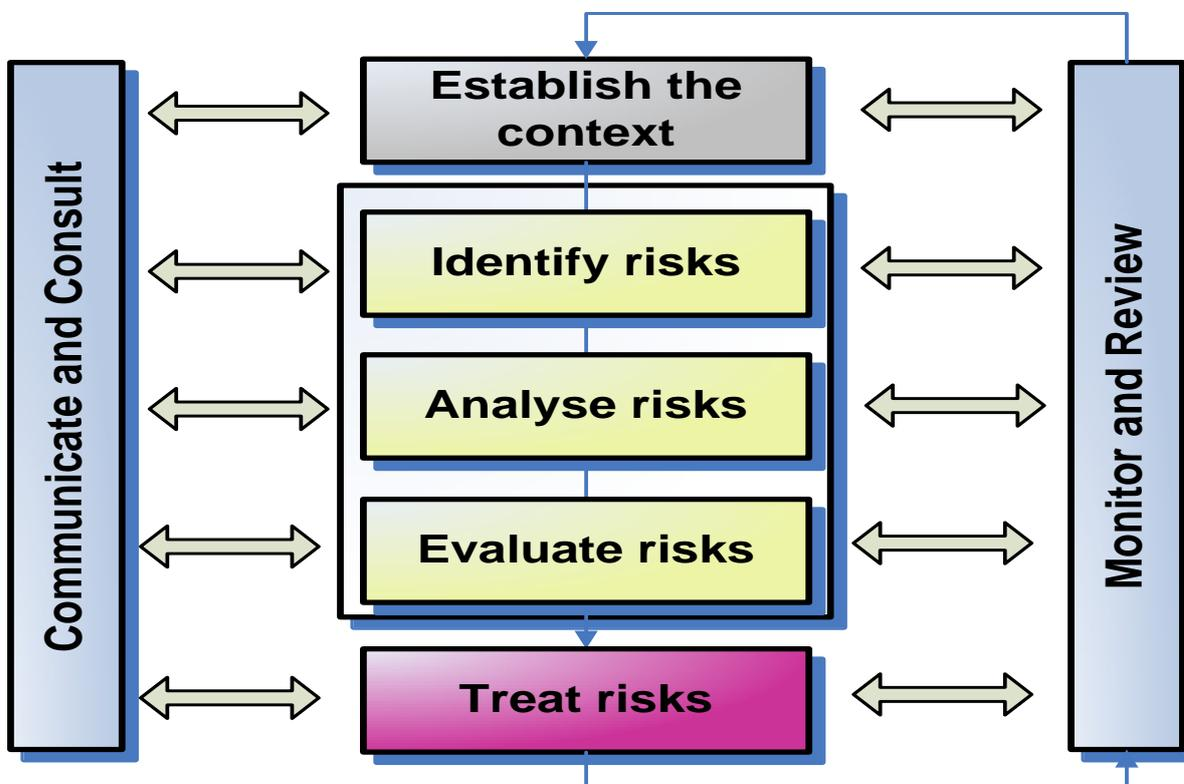 Establish the
context
Communicate and Consult
Identify risks
Analyse risks
Evaluate risks
Treat risks
Monitor and Review